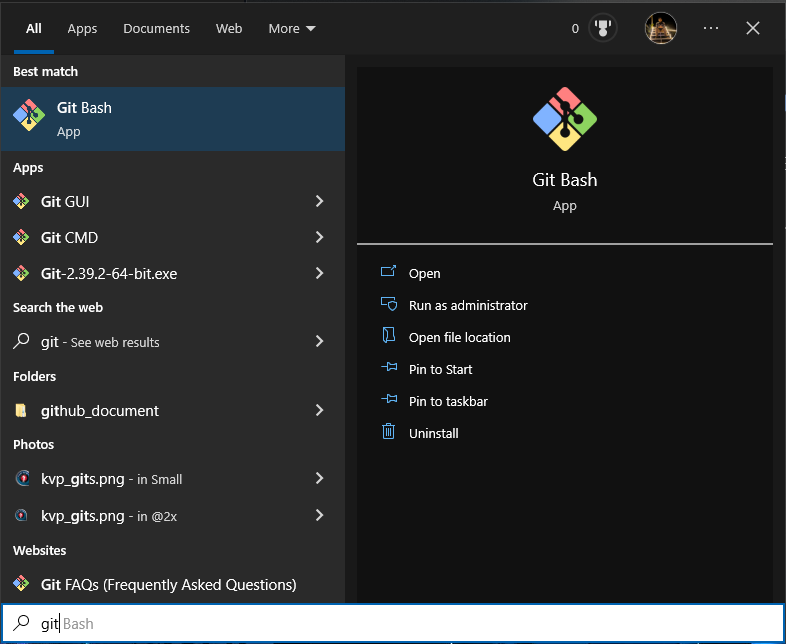 All Apps Documents Web More 0 ...
Best match
Git Bash
App
Apps
Git GUI
Git CMD
Git-2.39.2-64-bit.exe
Search the web
git - See web results
Folders
github_document
Photos
kvp_gits.png - in Small
kvp_gits.png - in @2x
Websites
Git FAQs (Frequently Asked Questions)
git Bash
Git Bash
App
Open
Run as administrator
Open file location
Pin to Start
Pin to taskbar
Uninstall